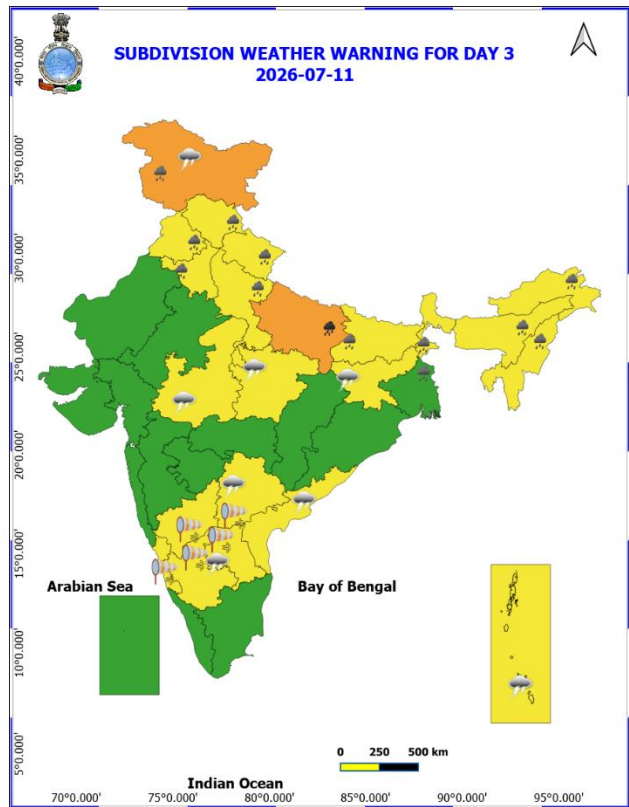 SUBDIVISION WEATHER WARNING FOR DAY 3
2026-07-11
40°0.000'
35°0.000'
30°0.000'
25°0.000'
20°0.000'
15°0.000'
10°0.000'
5°0.000'
Arabian Sea
Bay of Bengal
0 250 500 km
Indian Ocean
70°0.000' 75°0.000' 80°0.000' 85°0.000' 90°0.000' 95°0.000'